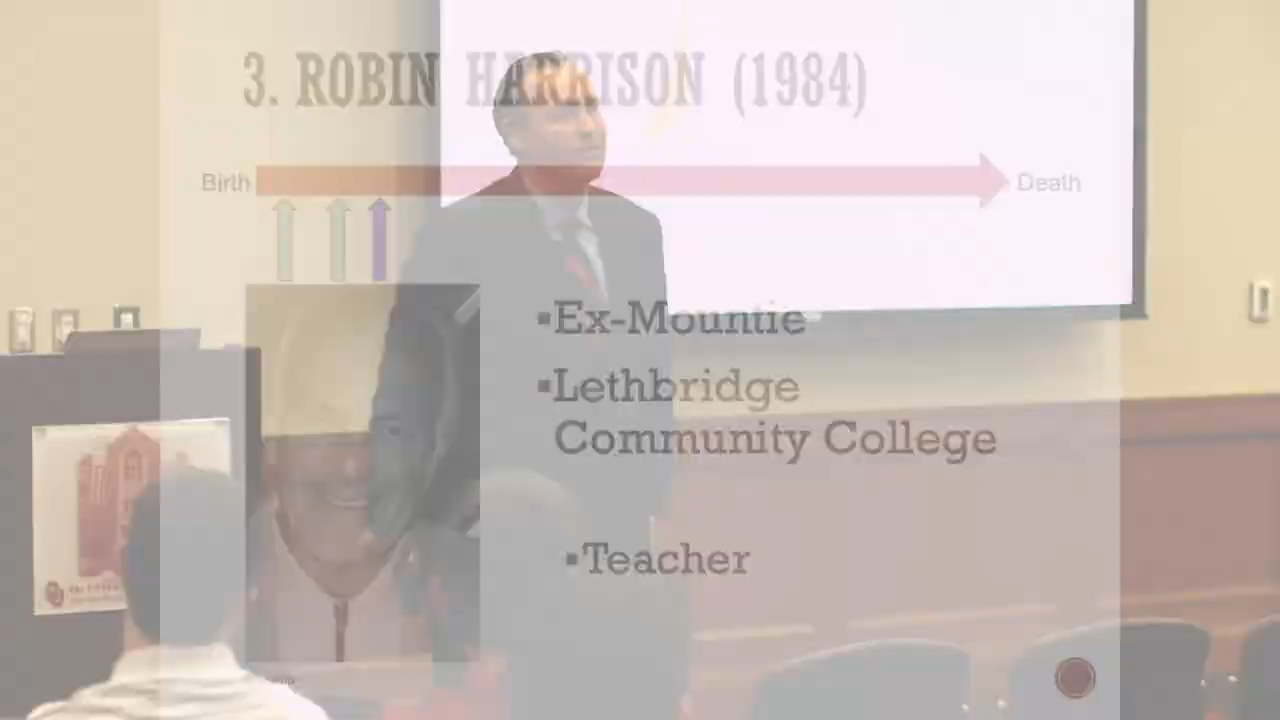 3. ROBIN HARRISON (1984)
Birth
Death
▪Ex-Mountie
▪Lethbridge
Community College
▪Teacher